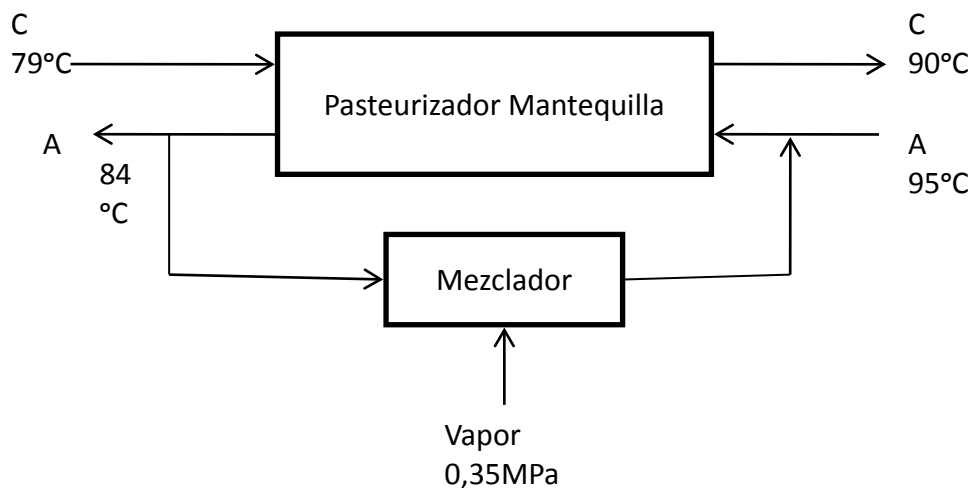 C
79°C
Pasteurizador Mantequilla
C
90°C
A
84
°C
A
95°C
Mezclador
Vapor
0,35MPa